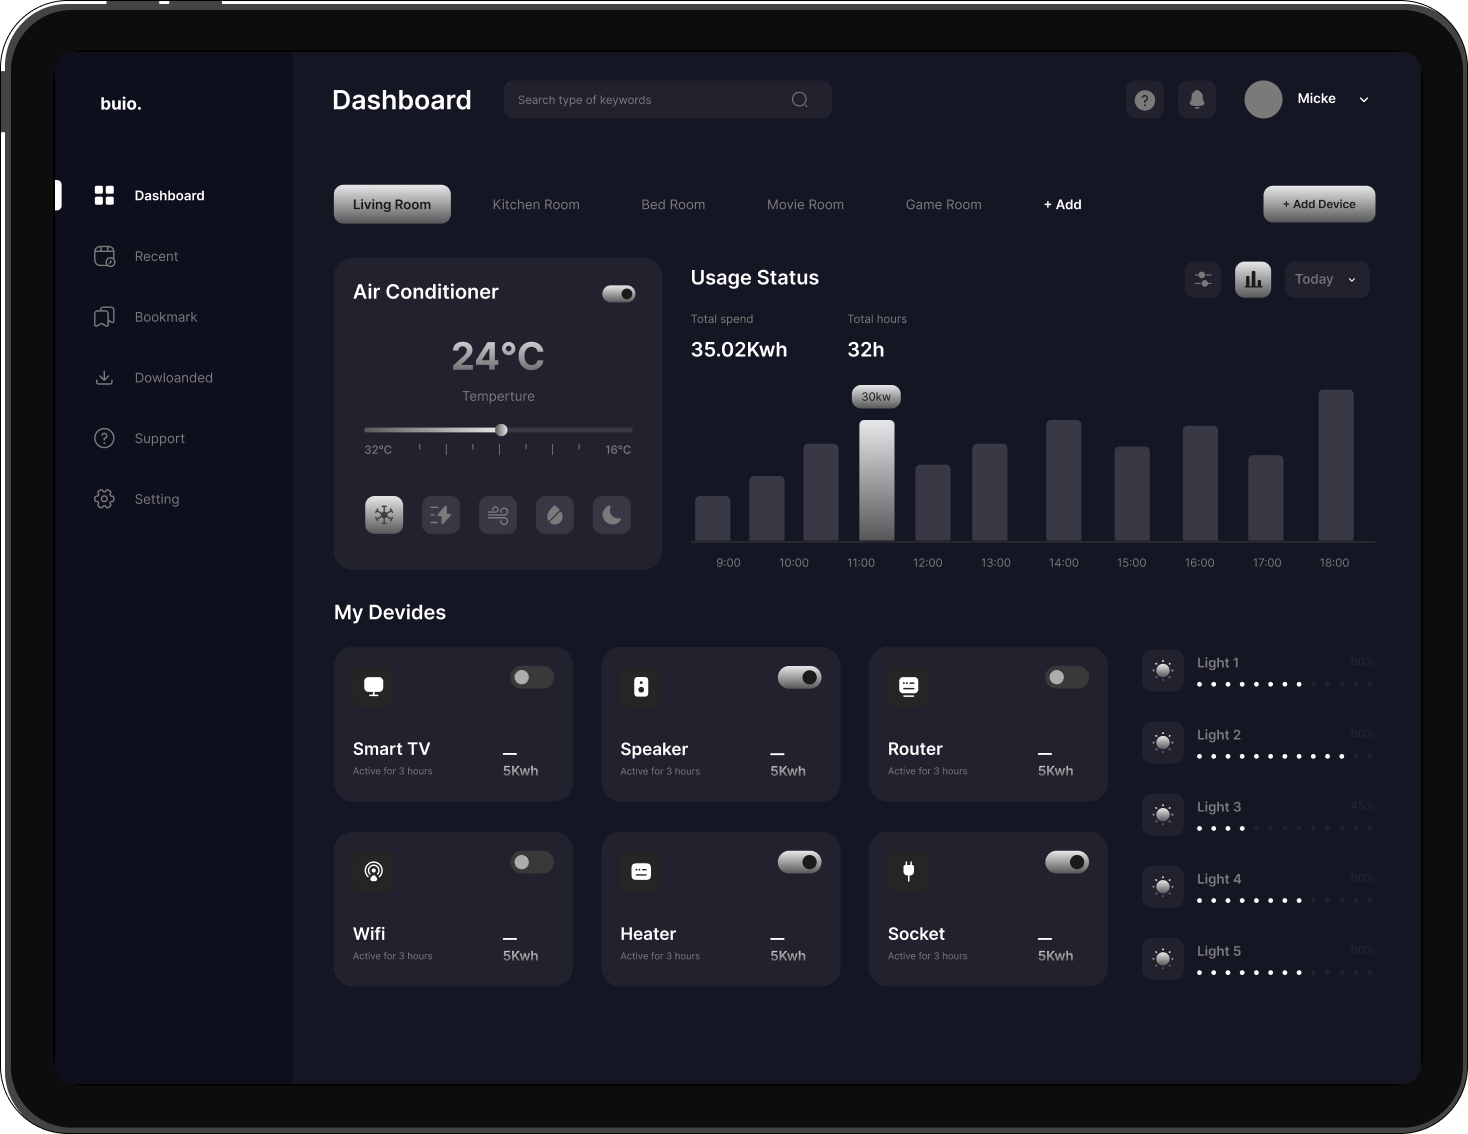 buio.
Dashboard
Search type of keywords
Micke
Dashboard
Recent
Bookmark
Dowloanded
Support
Setting
Living Room
Kitchen Room
Bed Room
Movie Room
Game Room
+ Add
+ Add Device
Air Conditioner
24°C
Temperture
32°C
16°C
Usage Status
Today
Total spend
Total hours
35.02Kwh
32h
30kw
9:00
10:00
11:00
12:00
13:00
14:00
15:00
16:00
17:00
18:00
My Devides
Smart TV
Active for 3 hours
5Kwh
Speaker
Active for 3 hours
5Kwh
Router
Active for 3 hours
5Kwh
Wifi
Active for 3 hours
5Kwh
Heater
Active for 3 hours
5Kwh
Socket
Active for 3 hours
5Kwh
Light 1
60%
Light 2
60%
Light 3
45%
Light 4
60%
Light 5
60%